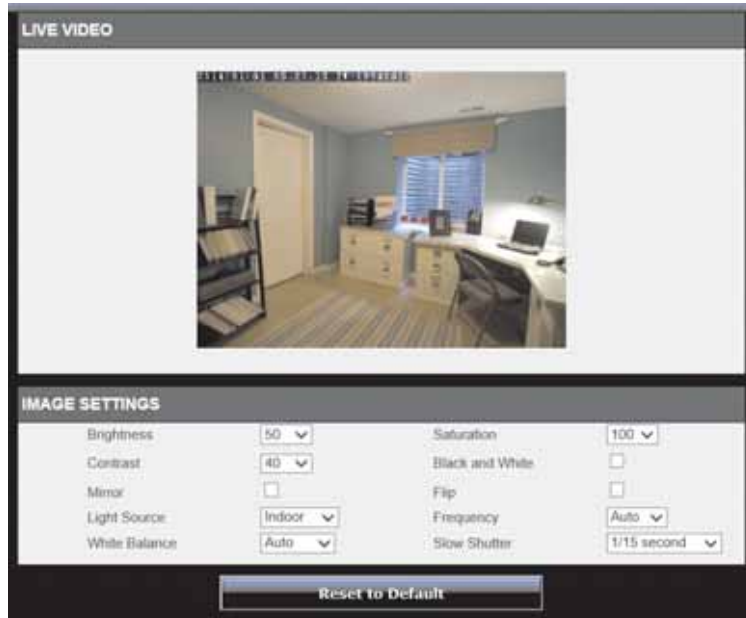 LIVE VIDEO
IMAGE SETTINGS
Brightness 50 Saturation 100
Contrast 40 Black and White
Mirror Flip
Light Source Indoor Frequency Auto
White Balance Auto Slow Shutter 1/15 second
Reset to Default